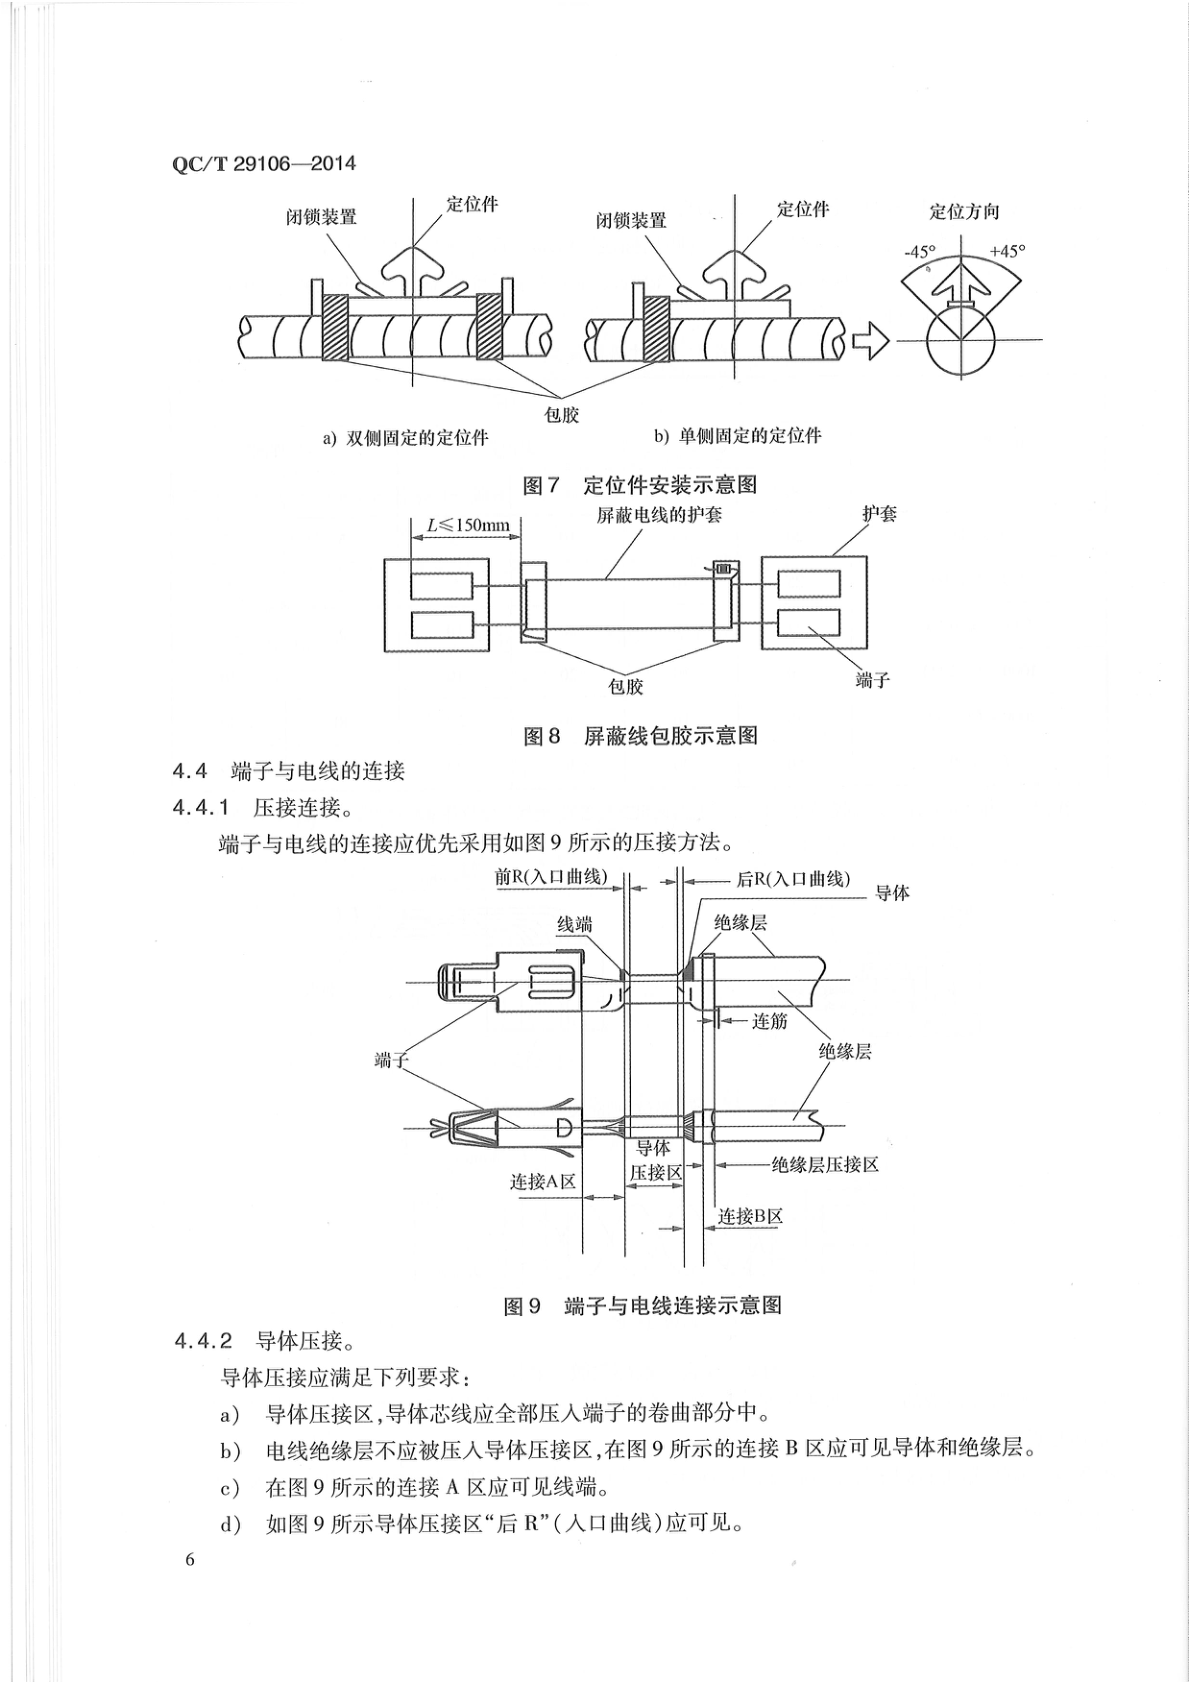 QC/T 29106—2014
闭锁装置
定位件
闭锁装置
定位件
定位方向
-45°
+45°
包胶
a) 双侧固定的定位件
b) 单侧固定的定位件
图7 定位件安装示意图
L≤150mm
屏蔽电线的护套
护套
包胶
端子
图8 屏蔽线包胶示意图
4.4 端子与电线的连接
4.4.1 压接连接。
端子与电线的连接应优先采用如图9所示的压接方法。
前R(入口曲线)
后R(入口曲线)
导体
线端
绝缘层
连筋
绝缘层
端子
导体
压接区
绝缘层压接区
连接A区
连接B区
图9 端子与电线连接示意图
4.4.2 导体压接。
导体压接应满足下列要求:
a) 导体压接区,导体芯线应全部压入端子的卷曲部分中。
b) 电线绝缘层不应被压入导体压接区,在图9所示的连接B区应可见导体和绝缘层。
c) 在图9所示的连接A区应可见线端。
d) 如图9所示导体压接区“后R”(入口曲线)应可见。
6